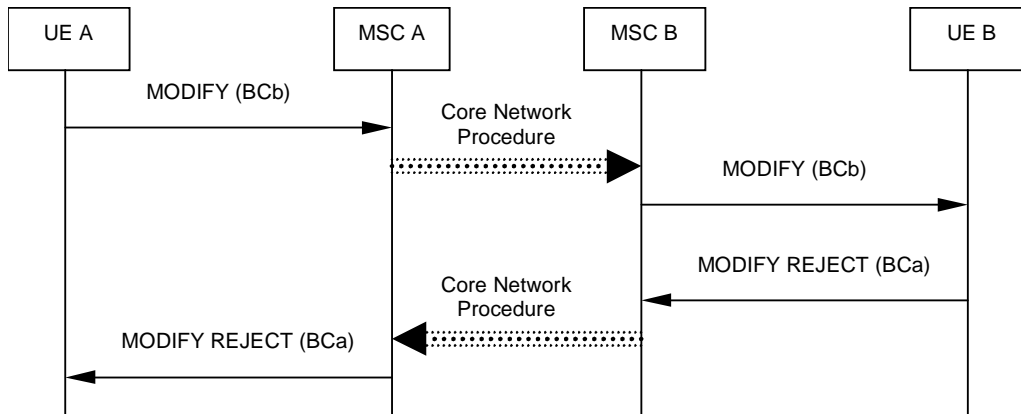 UE A
MSC A
MSC B
UE B
MODIFY (BCb)
Core Network
Procedure
MODIFY (BCb)
MODIFY REJECT (BCa)
Core Network
Procedure
MODIFY REJECT (BCa)